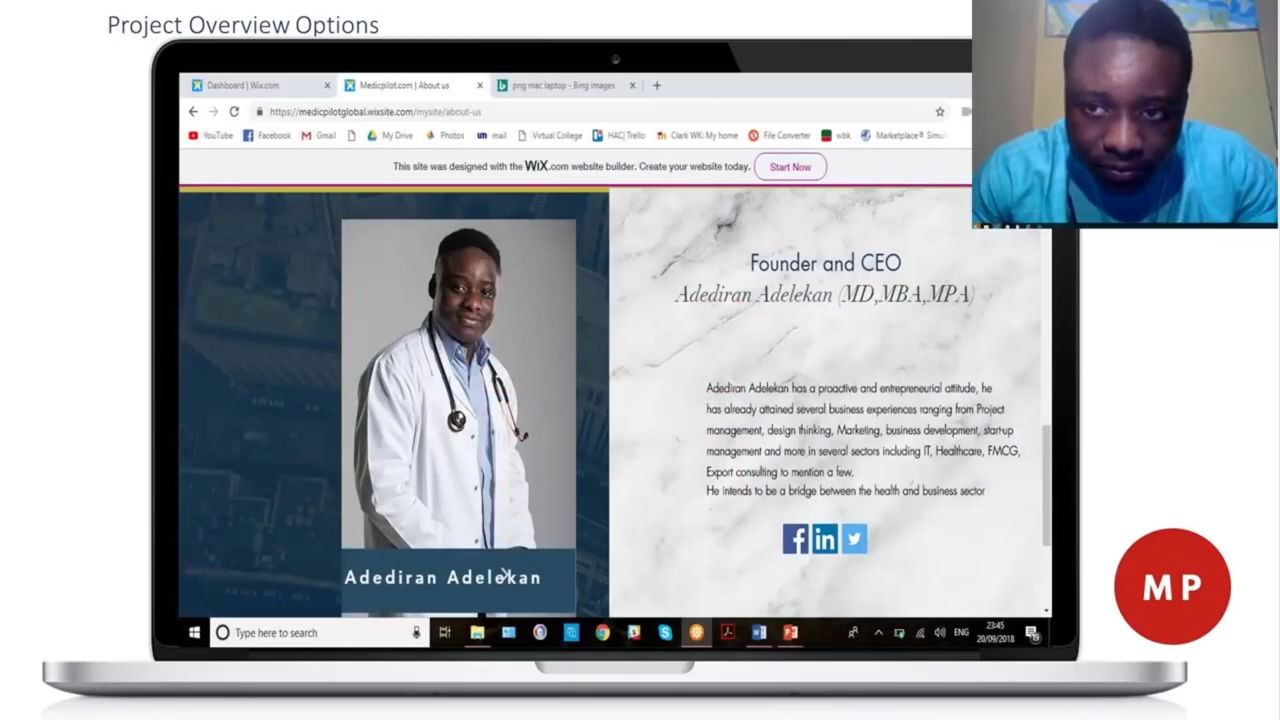 Project Overview Options
Dashboard | Wix.com
Medicpilot.com | About us
png mac laptop - Bing images
https://medicpilotglobal.wixsite.com/mysite/about-us
YouTube Facebook Gmail My Drive Photos mail Virtual College HAC| Trello Clark WK: My home File Converter wbk Marketplace® Simul
This site was designed with the WiX.com website builder. Create your website today. Start Now
Founder and CEO
Adediran Adelekan (MD,MBA,MPA)
Adediran Adelekan has a proactive and entrepreneurial attitude, he
has already attained several business experiences ranging from Project
management, design thinking, Marketing, business development, start-up
management and more in several sectors including IT, Healthcare, FMCG,
Export consulting to mention a few.
He intends to be a bridge between the health and business sector
Adediran Adelekan
MP
Type here to search
ENG
23:45
20/09/2018